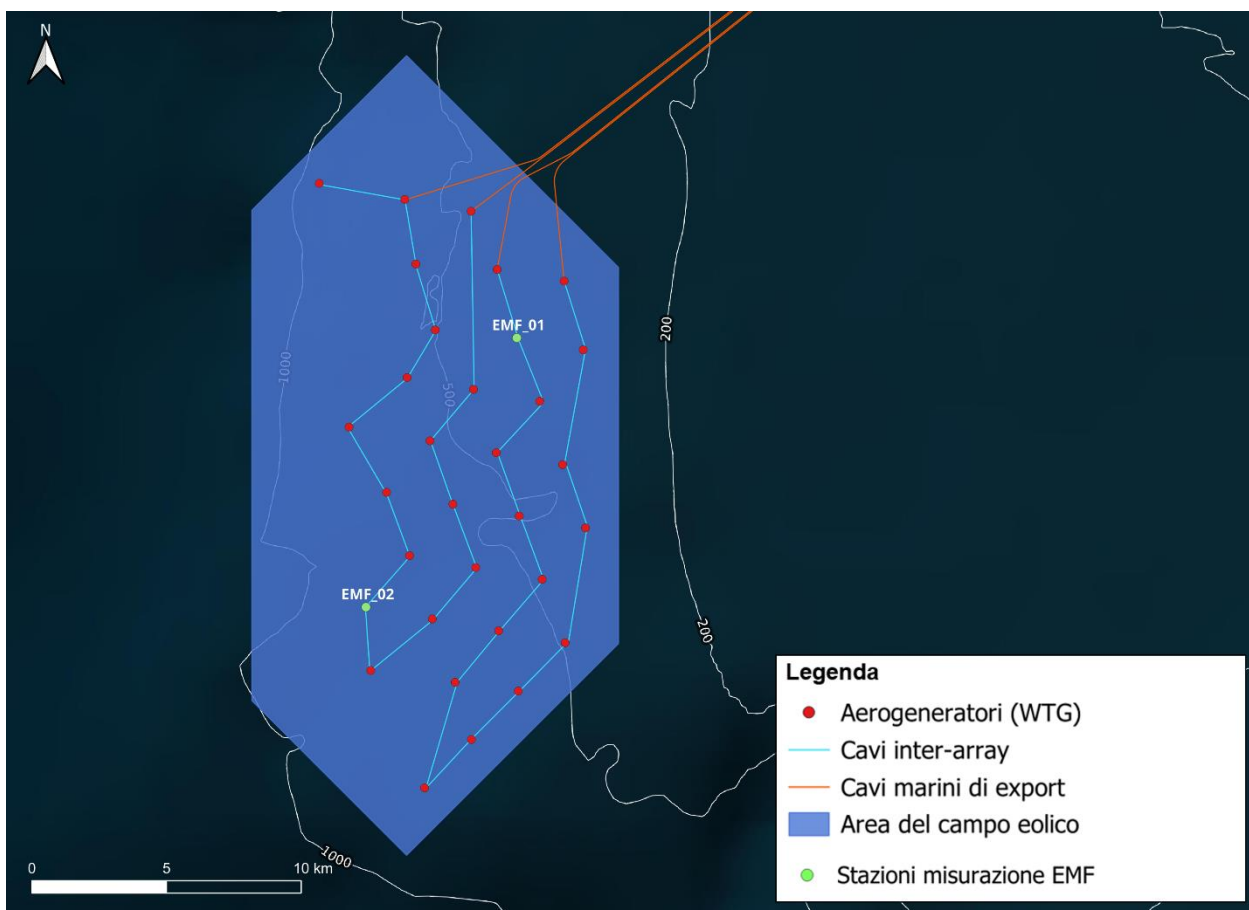 N
EMF_01
1000
500
200
EMF_02
200
1000
0 5 10 km
Legenda
Aerogeneratori (WTG)
Cavi inter-array
Cavi marini di export
Area del campo eolico
Stazioni misurazione EMF